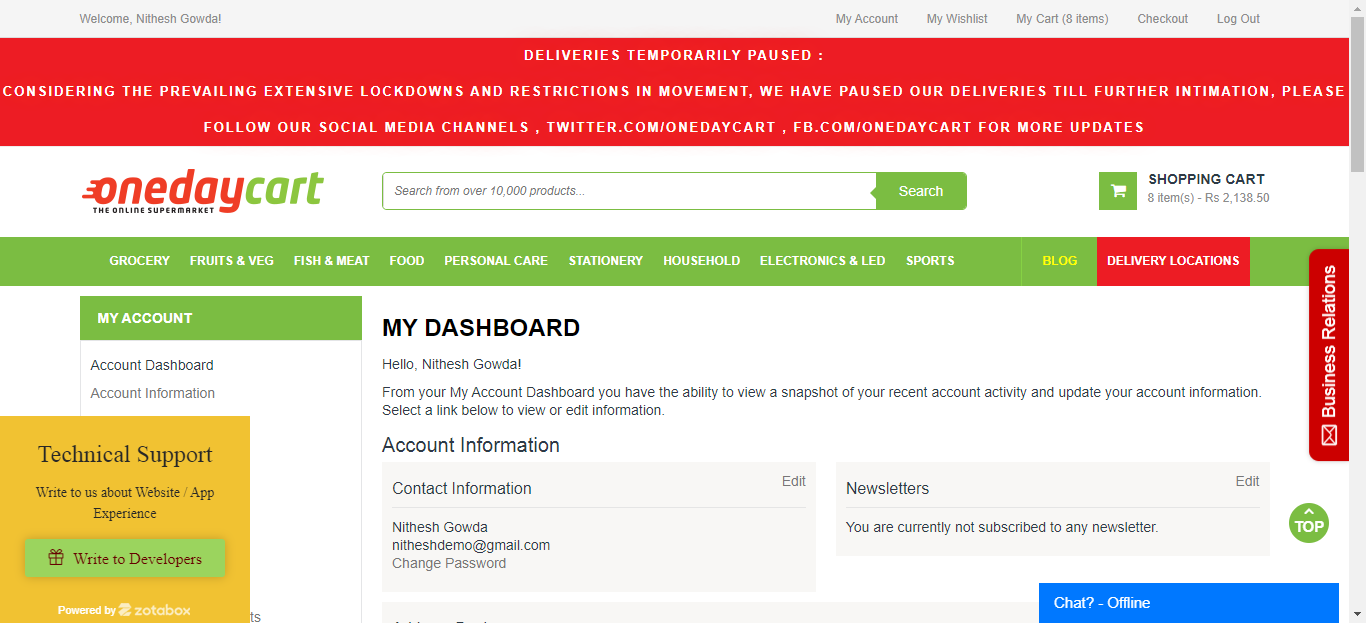 Welcome, Nithesh Gowda!
My Account
My Wishlist
My Cart (8 items)
Checkout
Log Out
DELIVERIES TEMPORARILY PAUSED :
CONSIDERING THE PREVAILING EXTENSIVE LOCKDOWNS AND RESTRICTIONS IN MOVEMENT, WE HAVE PAUSED OUR DELIVERIES TILL FURTHER INTIMATION, PLEASE
FOLLOW OUR SOCIAL MEDIA CHANNELS , TWITTER.COM/ONEDAYCART , FB.COM/ONEDAYCART FOR MORE UPDATES
onedaycart
THE ONLINE SUPERMARKET
Search from over 10,000 products...
Search
SHOPPING CART
8 item(s) - Rs 2,138.50
GROCERY
FRUITS & VEG
FISH & MEAT
FOOD
PERSONAL CARE
STATIONERY
HOUSEHOLD
ELECTRONICS & LED
SPORTS
BLOG
DELIVERY LOCATIONS
Business Relations
MY ACCOUNT
Account Dashboard
Account Information
MY DASHBOARD
Hello, Nithesh Gowda!
From your My Account Dashboard you have the ability to view a snapshot of your recent account activity and update your account information.
Select a link below to view or edit information.
Account Information
Contact Information
Edit
Nithesh Gowda
nitheshdemo@gmail.com
Change Password
Newsletters
Edit
You are currently not subscribed to any newsletter.
Technical Support
Write to us about Website / App
Experience
Write to Developers
Powered by zotabox
ts
TOP
Chat? - Offline